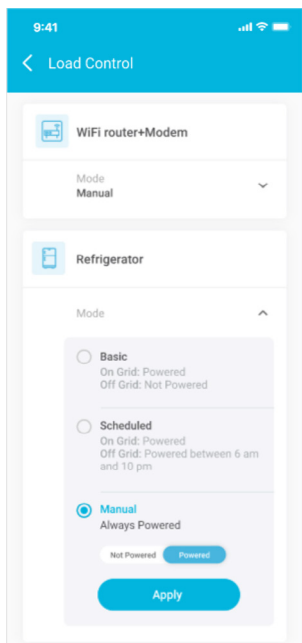 9:41
Load Control
WiFi router+Modem
Mode
Manual
Refrigerator
Mode
Basic
On Grid: Powered
Off Grid: Not Powered
Scheduled
On Grid: Powered
Off Grid: Powered between 6 am
and 10 pm
Manual
Always Powered
Not Powered Powered
Apply